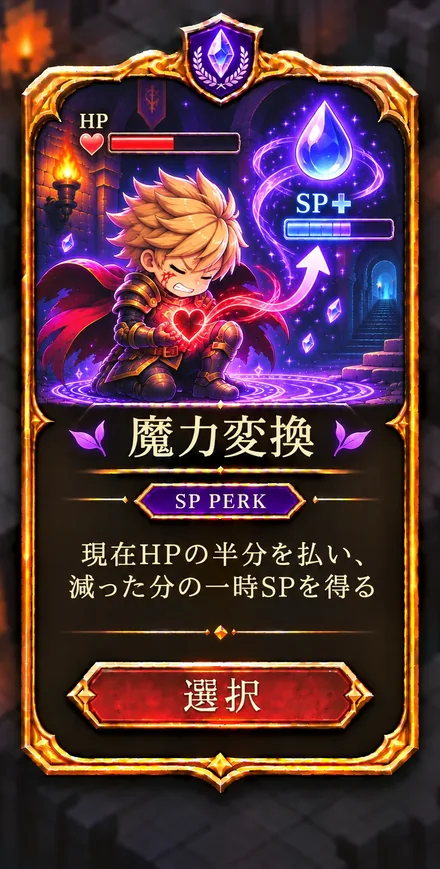 HP
SP+
魔力変換
SP PERK
現在HPの半分を払い、
減った分の一時SPを得る
選択